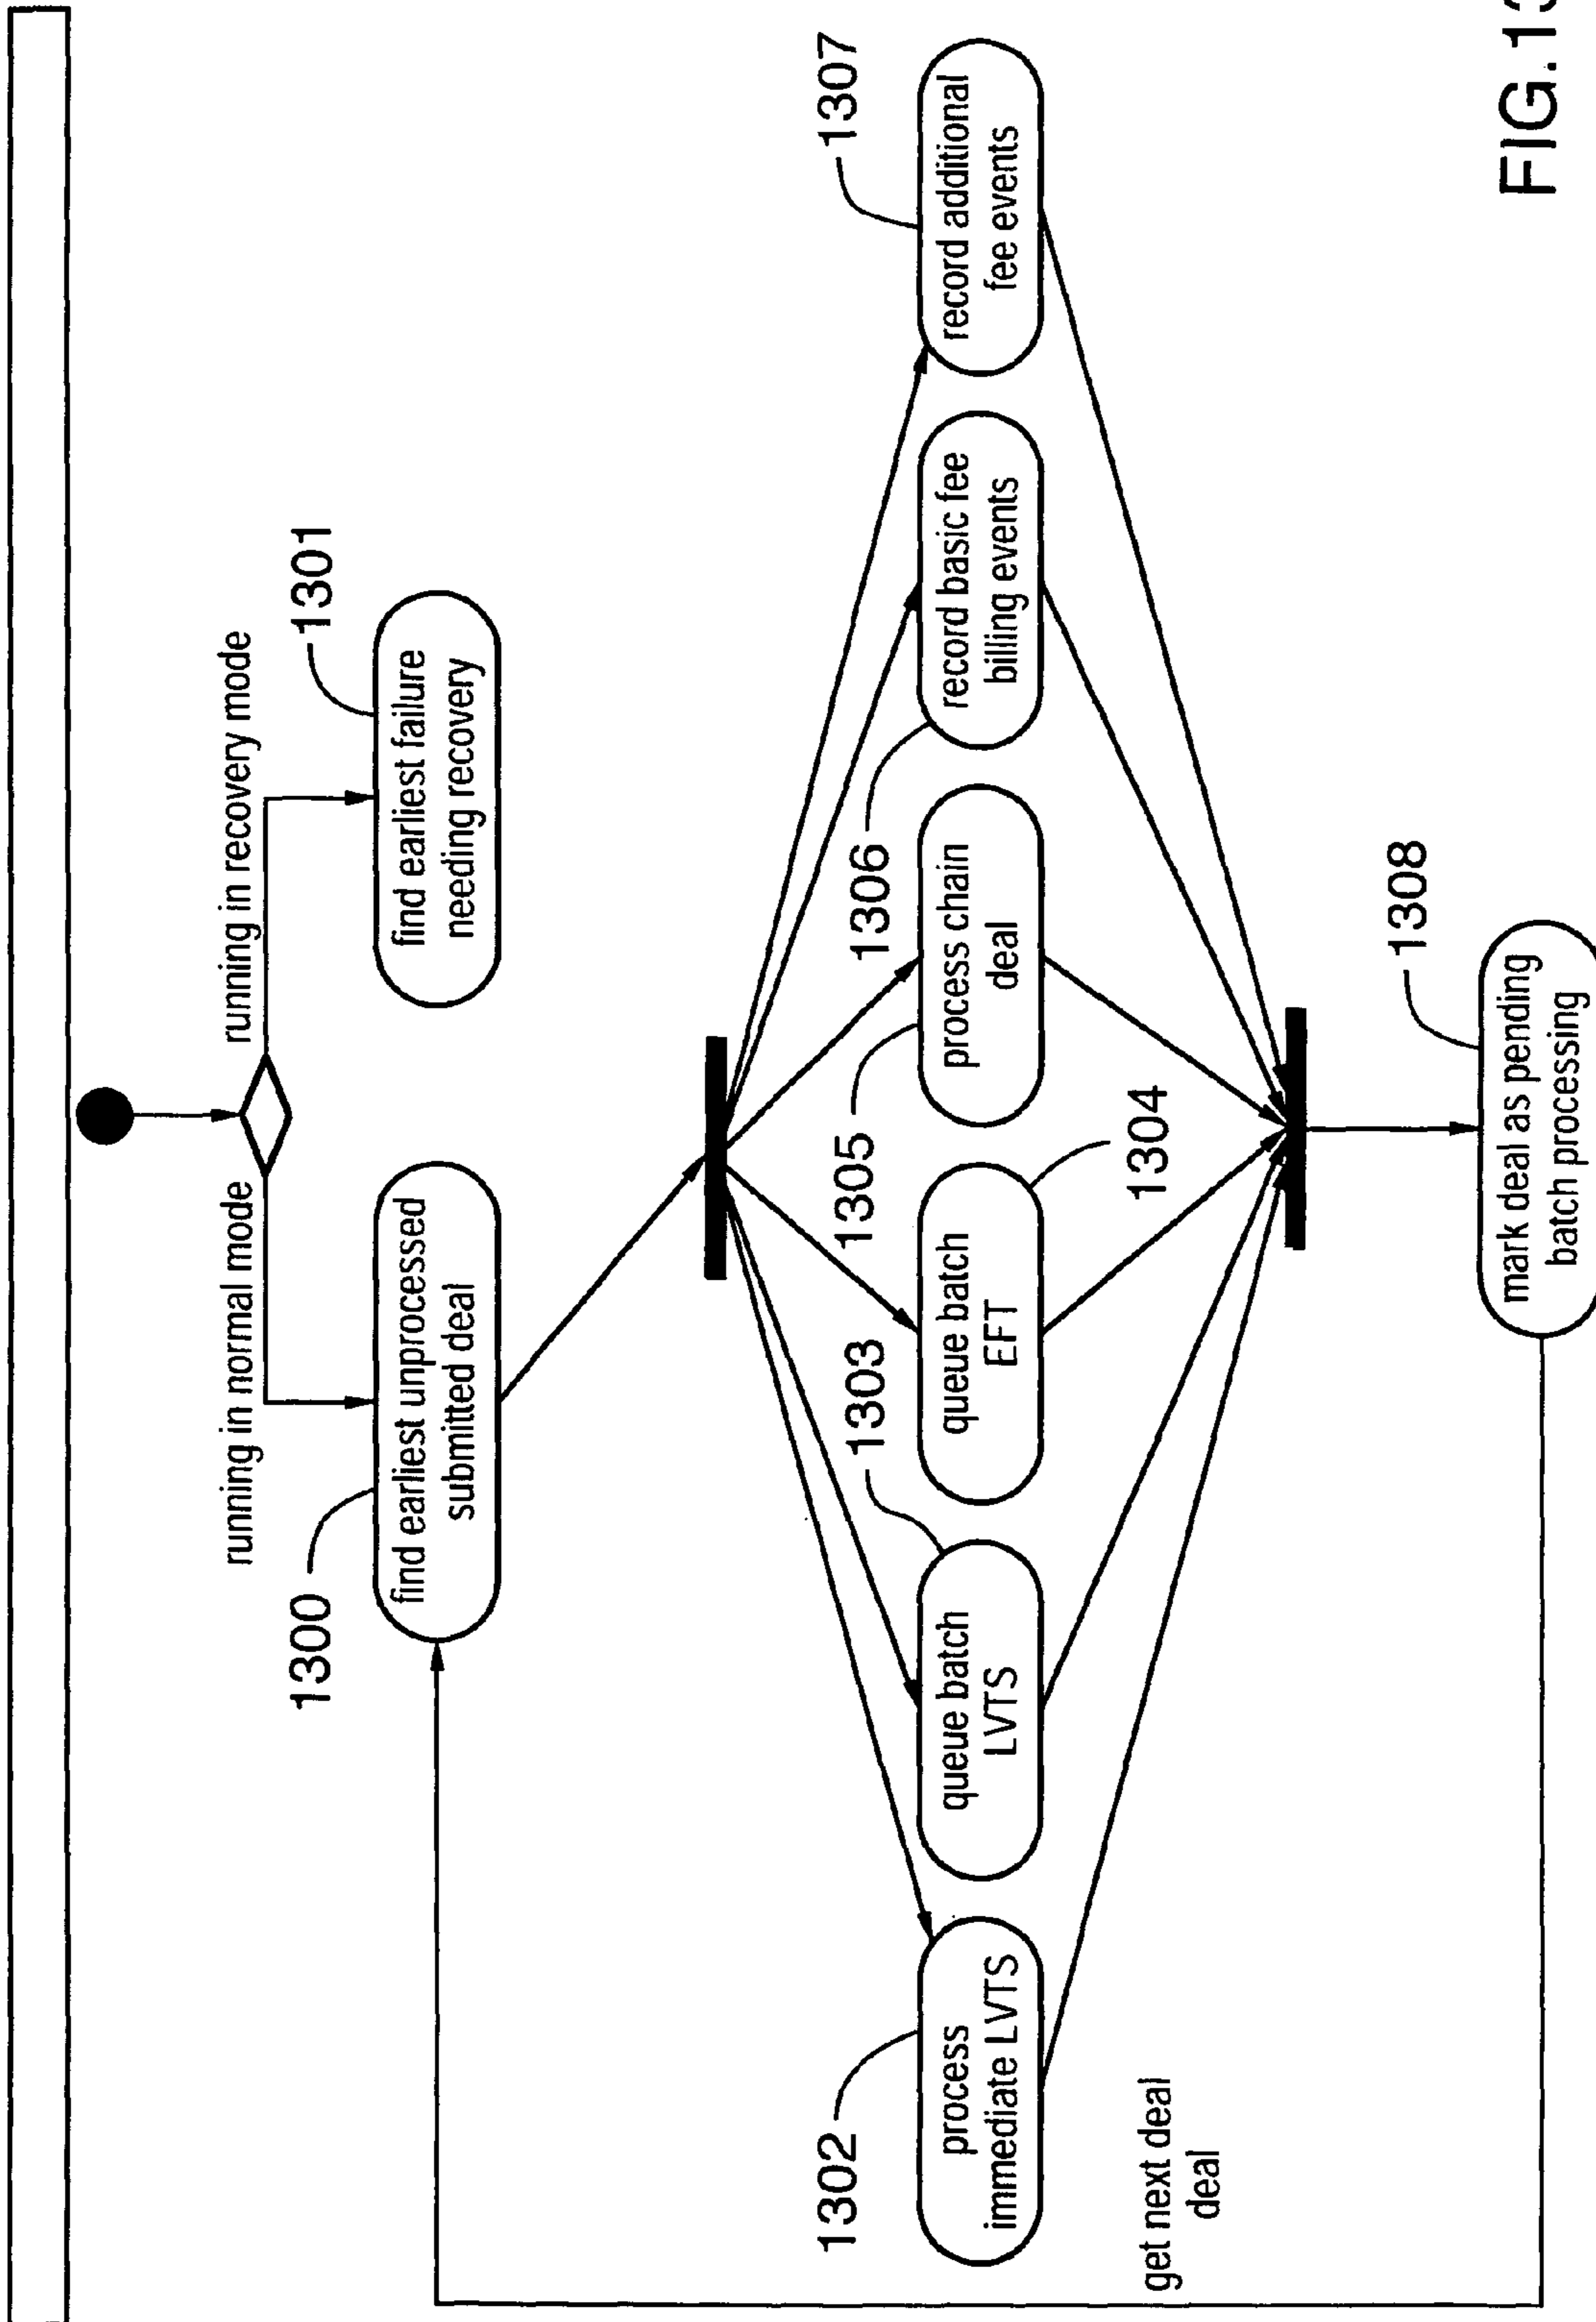 running in normal mode
running in recovery mode
1300
find earliest unprocessed
submitted deal
1301
find earliest failure
needing recovery
1302
process
immediate LVTS
1303
queue batch
LVTS
1304
queue batch
EFT
1305
process chain
deal
1306
record basic fee
billing events
1307
record additional
fee events
get next deal
deal
1308
mark deal as pending
batch processing
FIG.13